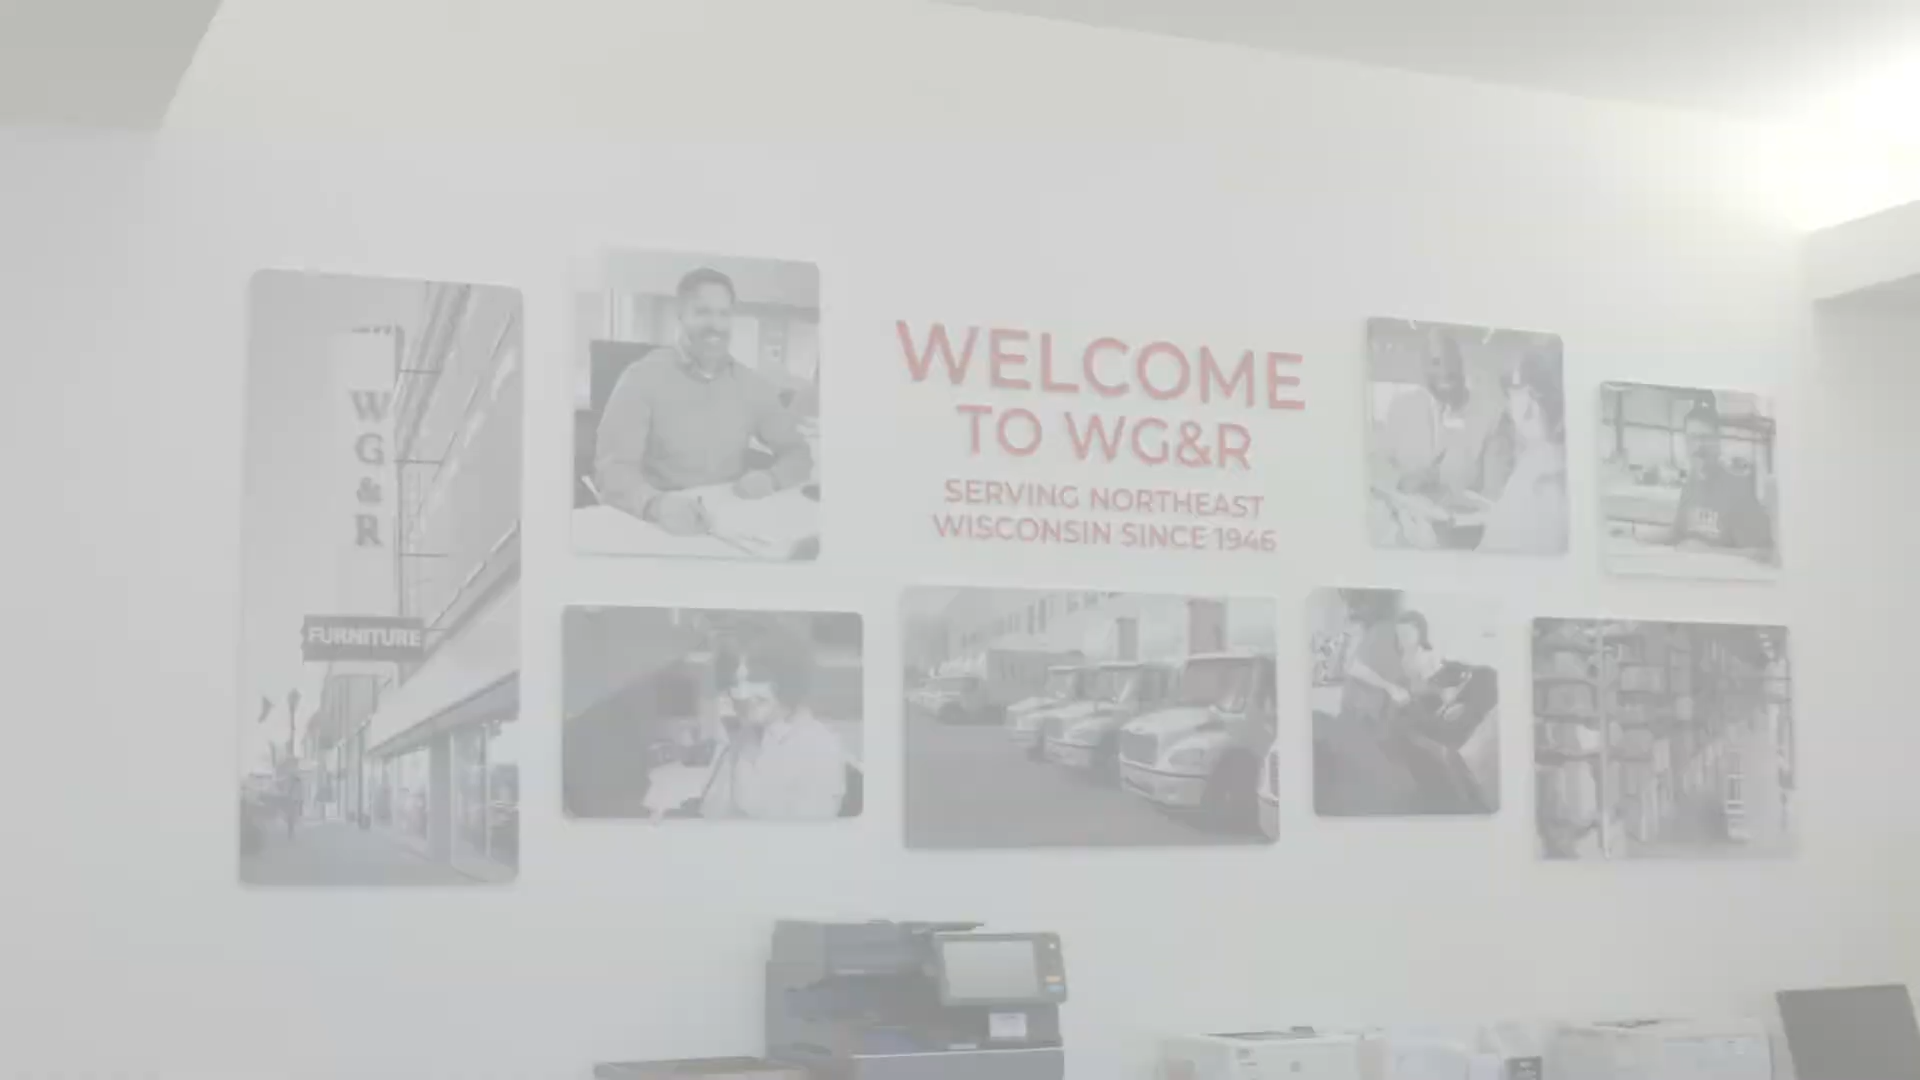 WELCOME
TO WG&R
SERVING NORTHEAST
WISCONSIN SINCE 1946
W
G
&
R
FURNITURE